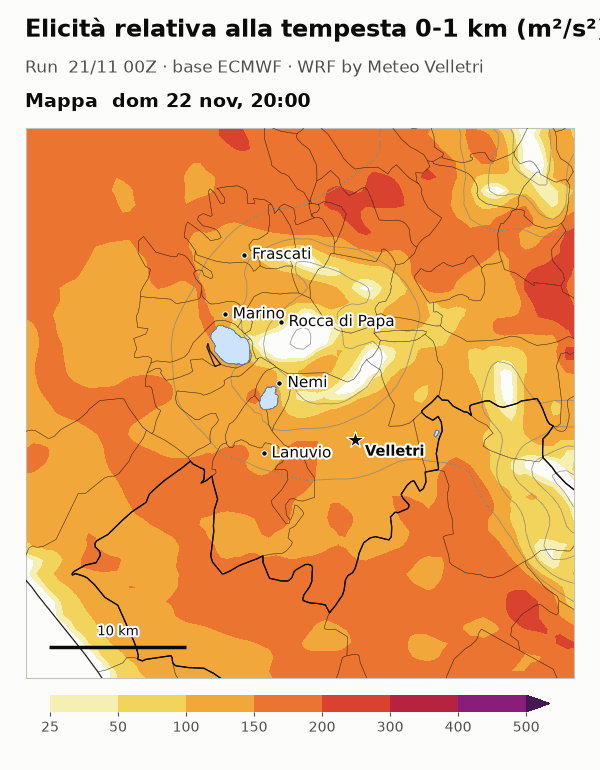 Elicità relativa alla tempesta 0-1 km (m²/s²)
Run 21/11 00Z · base ECMWF · WRF by Meteo Velletri
Mappa dom 22 nov, 20:00
Frascati
Marino
Rocca di Papa
Nemi
Velletri
Lanuvio
10 km
25 50 100 150 200 300 400 500